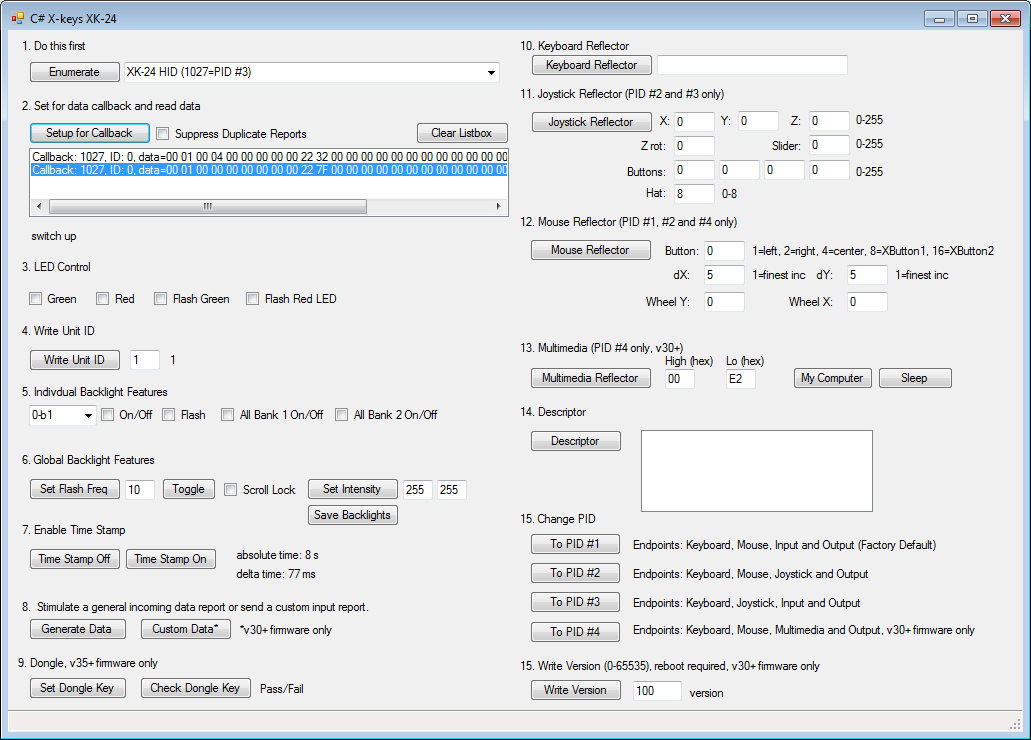 C# X-keys XK-24
1. Do this first
Enumerate XK-24 HID (1027=PID #3)
2. Set for data callback and read data
Setup for Callback Suppress Duplicate Reports Clear Listbox
Callback: 1027, ID: 0, data=00 01 00 04 00 00 00 00 00 22 32 00 00 00 00 00 00 00 00 00 00 00
Callback: 1027, ID: 0, data=00 01 00 00 00 00 00 00 00 22 7F 00 00 00 00 00 00 00 00 00 00 00
switch up
3. LED Control
Green Red Flash Green Flash Red LED
4. Write Unit ID
Write Unit ID 1 1
5. Indivdual Backlight Features
0-b1 On/Off Flash All Bank 1 On/Off All Bank 2 On/Off
6. Global Backlight Features
Set Flash Freq 10 Toggle Scroll Lock Set Intensity 255 255
Save Backlights
7. Enable Time Stamp
Time Stamp Off Time Stamp On absolute time: 8 s
delta time: 77 ms
8. Stimulate a general incoming data report or send a custom input report.
Generate Data Custom Data* *v30+ firmware only
9. Dongle, v35+ firmware only
Set Dongle Key Check Dongle Key Pass/Fail
10. Keyboard Reflector
Keyboard Reflector
11. Joystick Reflector (PID #2 and #3 only)
Joystick Reflector X: 0 Y: 0 Z: 0 0-255
Z rot: 0 Slider: 0 0-255
Buttons: 0 0 0 0 0-255
Hat: 8 0-8
12. Mouse Reflector (PID #1, #2 and #4 only)
Mouse Reflector Button: 0 1=left, 2=right, 4=center, 8=XButton1, 16=XButton2
dX: 5 1=finest inc dY: 5 1=finest inc
Wheel Y: 0 Wheel X: 0
13. Multimedia (PID #4 only, v30+)
High (hex) Lo (hex)
Multimedia Reflector 00 E2 My Computer Sleep
14. Descriptor
Descriptor
15. Change PID
To PID #1 Endpoints: Keyboard, Mouse, Input and Output (Factory Default)
To PID #2 Endpoints: Keyboard, Mouse, Joystick and Output
To PID #3 Endpoints: Keyboard, Joystick, Input and Output
To PID #4 Endpoints: Keyboard, Mouse, Multimedia and Output, v30+ firmware only
15. Write Version (0-65535), reboot required, v30+ firmware only
Write Version 100 version